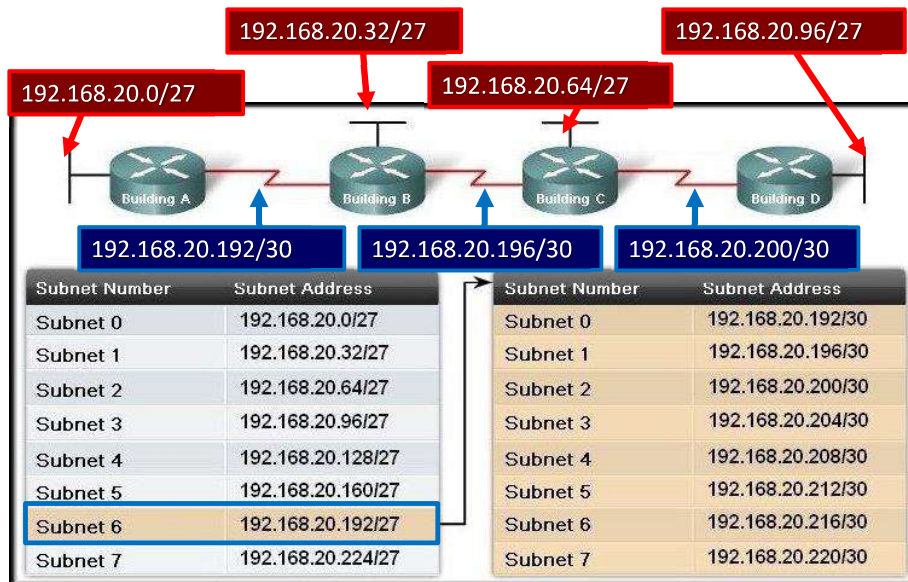 192.168.20.32/27
192.168.20.96/27
192.168.20.0/27
192.168.20.64/27
Building A
Building B
Building C
Building D
192.168.20.192/30
192.168.20.196/30
192.168.20.200/30
Subnet Number Subnet Address
Subnet 0 192.168.20.0/27
Subnet 1 192.168.20.32/27
Subnet 2 192.168.20.64/27
Subnet 3 192.168.20.96/27
Subnet 4 192.168.20.128/27
Subnet 5 192.168.20.160/27
Subnet 6 192.168.20.192/27
Subnet 7 192.168.20.224/27
Subnet Number Subnet Address
Subnet 0 192.168.20.192/30
Subnet 1 192.168.20.196/30
Subnet 2 192.168.20.200/30
Subnet 3 192.168.20.204/30
Subnet 4 192.168.20.208/30
Subnet 5 192.168.20.212/30
Subnet 6 192.168.20.216/30
Subnet 7 192.168.20.220/30